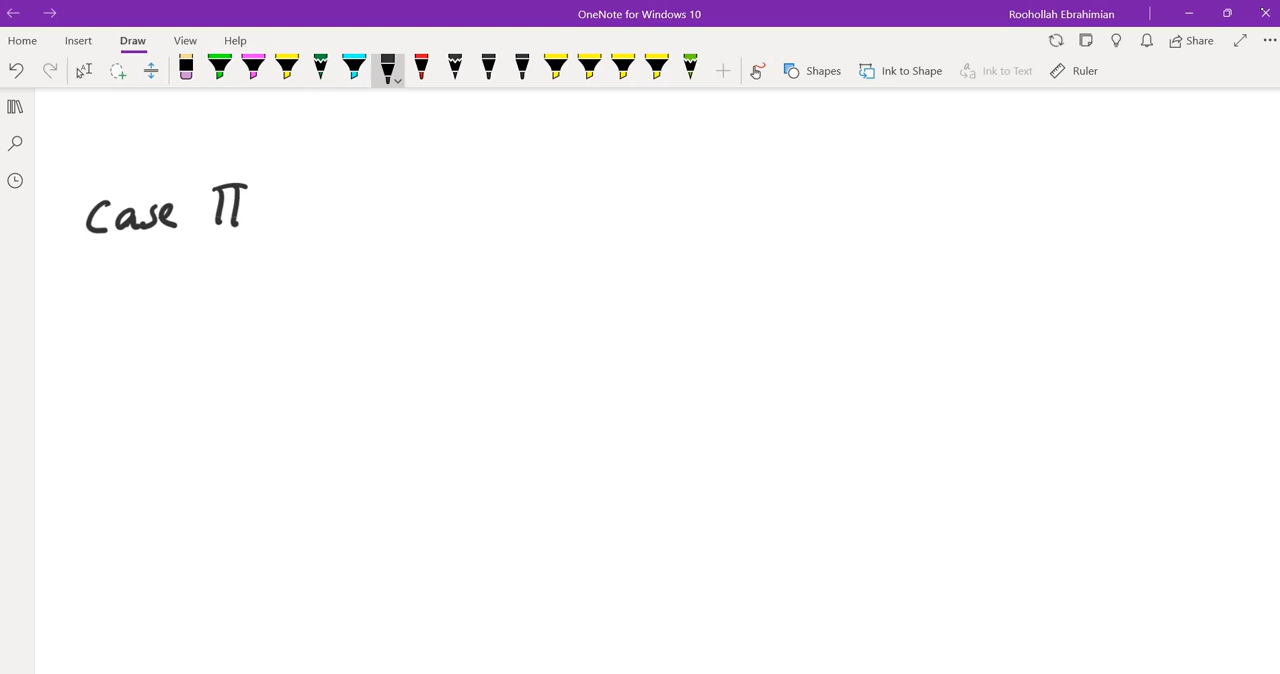 OneNote for Windows 10
Roohollah Ebrahimian
Home Insert Draw View Help
Share
Shapes Ink to Shape Ink to Text Ruler
case II